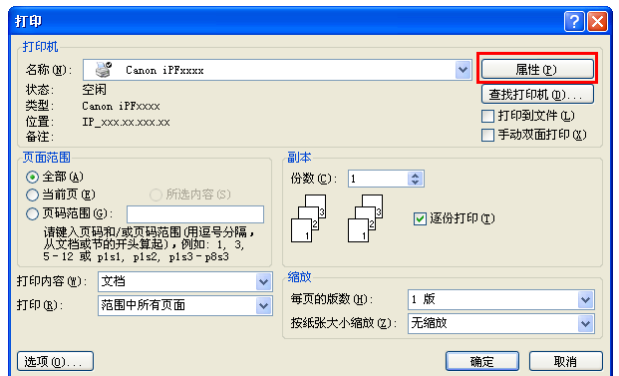 打印
打印机
名称(N): Canon iPFxxxx 属性(P)
状态: 空闲 查找打印机(D)...
类型: Canon iPFxxxx
位置: IP_xxx.xx.xxx.xx 打印到文件(L)
备注: 手动双面打印(X)
页面范围
全部(A)
当前页(E) 所选内容(S)
页码范围(G):
请键入页码和/或页码范围(用逗号分隔,
从文档或节的开头算起),例如: 1, 3,
5-12 或 p1s1, p1s2, p1s3-p8s3
副本
份数(C): 1
1 2 3 1 2 3 逐份打印(T)
打印内容(W): 文档
打印(R): 范围中所有页面
缩放
每页的版数(H): 1 版
按纸张大小缩放(Z): 无缩放
选项(O)... 确定 取消